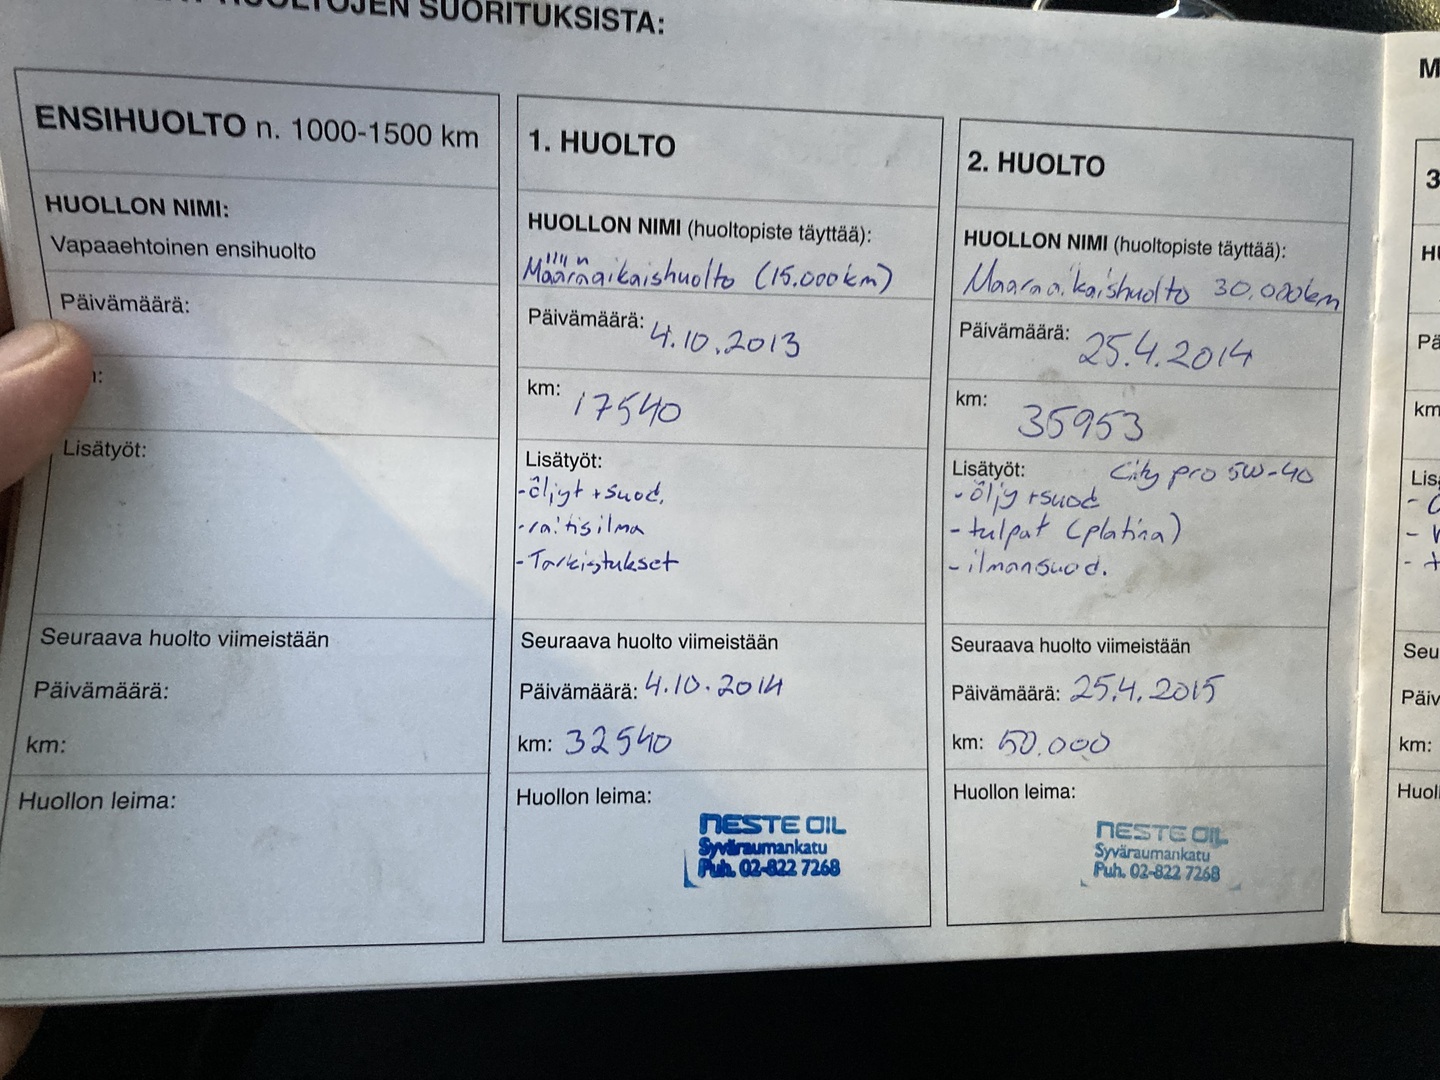 HUOLTOJEN SUORITUKSISTA:
ENSIHUOLTO n. 1000-1500 km
HUOLLON NIMI:
Vapaaehtoinen ensihuolto
Päivämäärä:
Lisätyöt:
Seuraava huolto viimeistään
Päivämäärä:
km:
Huollon leima:
1. HUOLTO
HUOLLON NIMI (huoltopiste täyttää):
Määräaikaishuolto (15.000km)
Päivämäärä: 4.10.2013
km: 17540
Lisätyöt:
-öljyt +suod.
-raitisilma
-Tarkistukset
Seuraava huolto viimeistään
Päivämäärä: 4.10.2014
km: 32540
Huollon leima:
NESTE OIL
Syväraumankatu
Puh. 02-822 7268
2. HUOLTO
HUOLLON NIMI (huoltopiste täyttää):
Maaraaikaishuolto 30.000km
Päivämäärä: 25.4.2014
km: 35953
Lisätyöt: City pro 5W-40
-öljy +suod
-tulpat (platina)
-ilmansuod.
Seuraava huolto viimeistään
Päivämäärä: 25.4.2015
km: 50.000
Huollon leima:
NESTE OIL
Syväraumankatu
Puh. 02-822 7268
km: